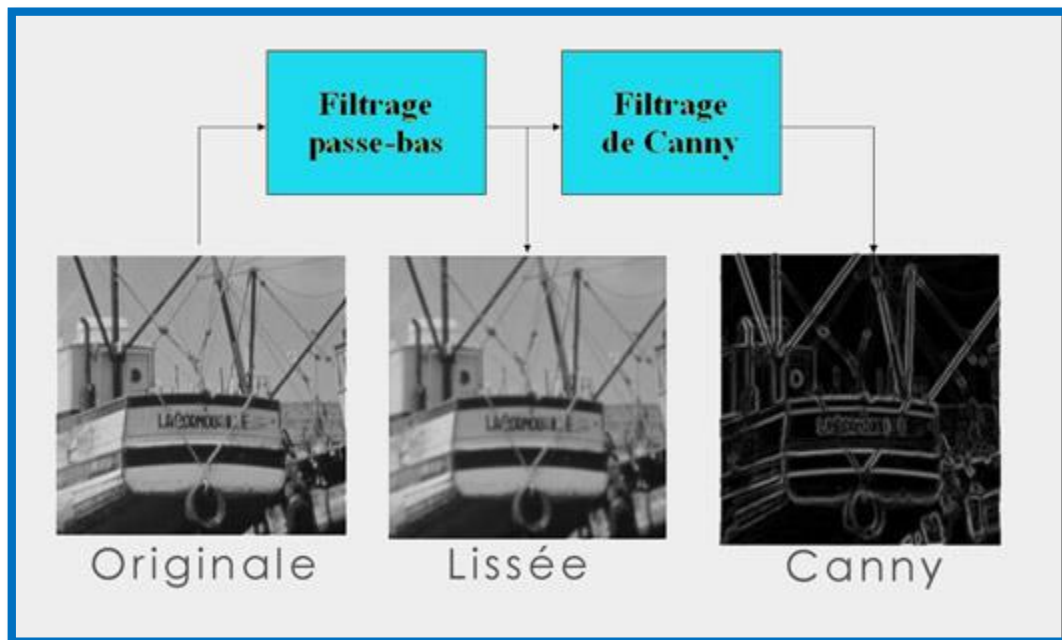 Filtrage
passe-bas
Filtrage
de Canny
Originale
Lissée
Canny